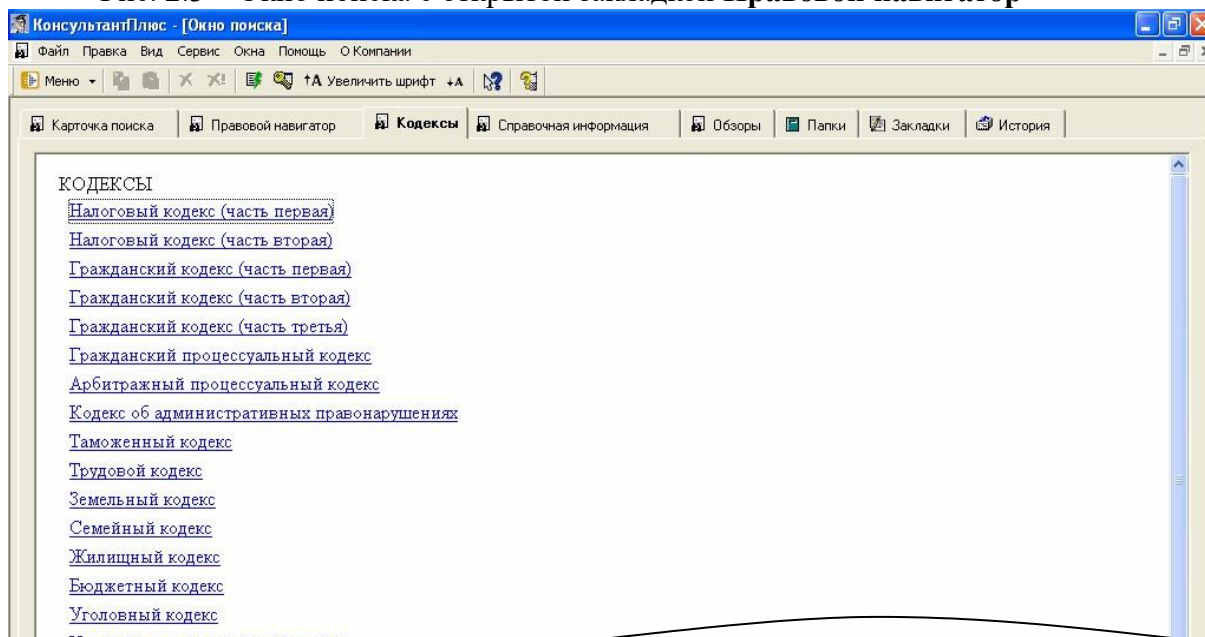 КонсультантПлюс - [Окно поиска]
Файл Правка Вид Сервис Окна Помощь О Компании
Меню Увеличить шрифт
Карточка поиска Правовой навигатор Кодексы Справочная информация Обзоры Папки Закладки История
КОДЕКСЫ
Налоговый кодекс (часть первая)
Налоговый кодекс (часть вторая)
Гражданский кодекс (часть первая)
Гражданский кодекс (часть вторая)
Гражданский кодекс (часть третья)
Гражданский процессуальный кодекс
Арбитражный процессуальный кодекс
Кодекс об административных правонарушениях
Таможенный кодекс
Трудовой кодекс
Земельный кодекс
Семейный кодекс
Жилищный кодекс
Бюджетный кодекс
Уголовный кодекс